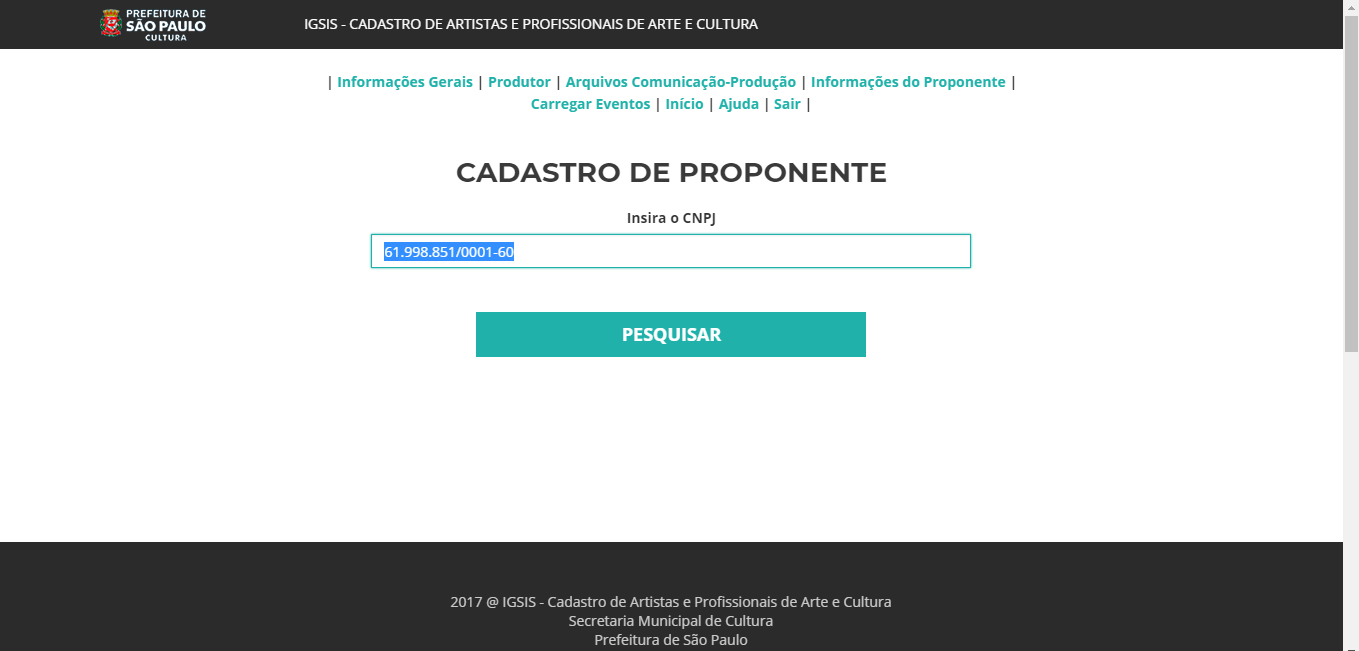 PREFEITURA DE
SÃO PAULO
CULTURA
IGSIS - CADASTRO DE ARTISTAS E PROFISSIONAIS DE ARTE E CULTURA
| Informações Gerais | Produtor | Arquivos Comunicação-Produção | Informações do Proponente |
Carregar Eventos | Início | Ajuda | Sair |
CADASTRO DE PROPONENTE
Insira o CNPJ
61.998.851/0001-60
PESQUISAR
2017 @ IGSIS - Cadastro de Artistas e Profissionais de Arte e Cultura
Secretaria Municipal de Cultura
Prefeitura de São Paulo